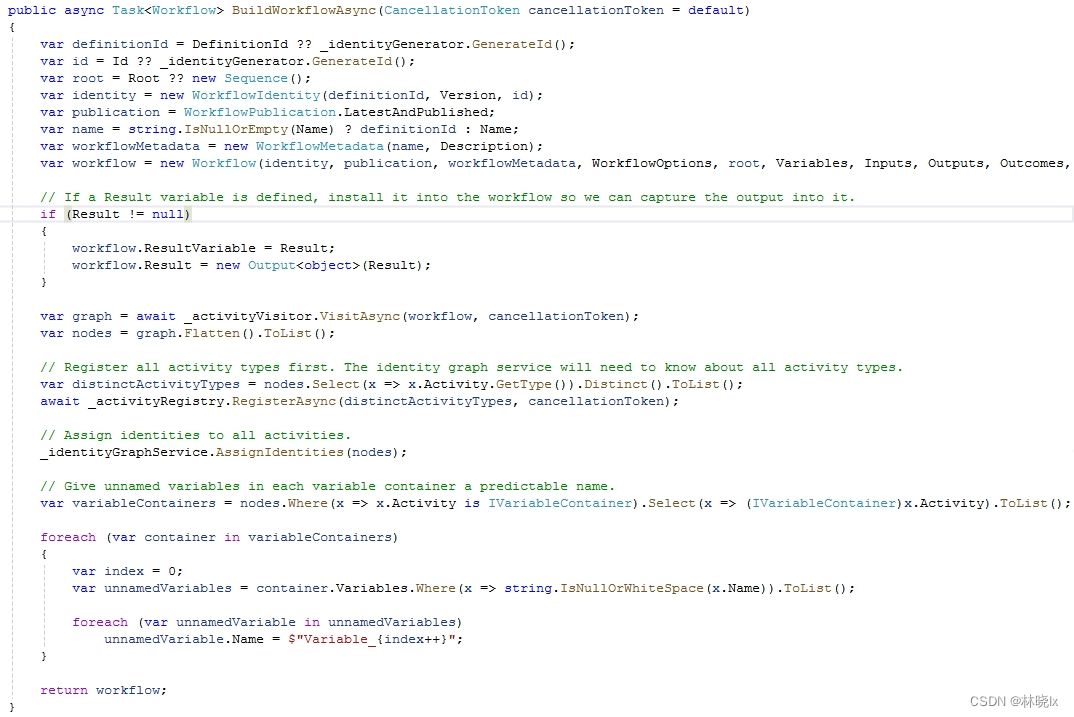 public async Task<Workflow> BuildWorkflowAsync(CancellationToken cancellationToken = default)
{
    var definitionId = DefinitionId ?? _identityGenerator.GenerateId();
    var id = Id ?? _identityGenerator.GenerateId();
    var root = Root ?? new Sequence();
    var identity = new WorkflowIdentity(definitionId, Version, id);
    var publication = WorkflowPublication.LatestAndPublished;
    var name = string.IsNullOrEmpty(Name) ? definitionId : Name;
    var workflowMetadata = new WorkflowMetadata(name, Description);
    var workflow = new Workflow(identity, publication, workflowMetadata, WorkflowOptions, root, Variables, Inputs, Outputs, Outcomes,
    // If a Result variable is defined, install it into the workflow so we can capture the output into it.
    if (Result != null)
    {
        workflow.ResultVariable = Result;
        workflow.Result = new Output<object>(Result);
    }
    var graph = await _activityVisitor.VisitAsync(workflow, cancellationToken);
    var nodes = graph.Flatten().ToList();
    // Register all activity types first. The identity graph service will need to know about all activity types.
    var distinctActivityTypes = nodes.Select(x => x.Activity.GetType()).Distinct().ToList();
    await _activityRegistry.RegisterAsync(distinctActivityTypes, cancellationToken);
    // Assign identities to all activities.
    _identityGraphService.AssignIdentities(nodes);
    // Give unnamed variables in each variable container a predictable name.
    var variableContainers = nodes.Where(x => x.Activity is IVariableContainer).Select(x => (IVariableContainer)x.Activity).ToList();
    foreach (var container in variableContainers)
    {
        var index = 0;
        var unnamedVariables = container.Variables.Where(x => string.IsNullOrWhiteSpace(x.Name)).ToList();
        foreach (var unnamedVariable in unnamedVariables)
            unnamedVariable.Name = $"Variable_{index++}";
    }
    return workflow;
}
CSDN @林晓lx